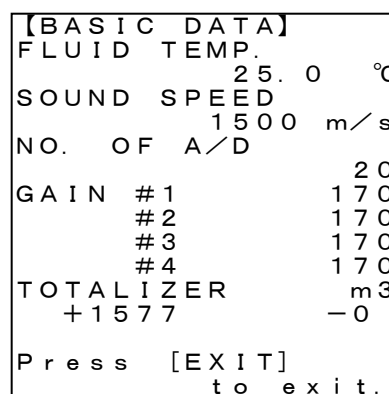 【BASIC DATA】
FLUID TEMP.
25.0 ℃
SOUND SPEED
1500 m/s
NO. OF A/D
20
GAIN #1 170
#2 170
#3 170
#4 170
TOTALIZER m3
+1577 -0
Press [EXIT]
to exit.